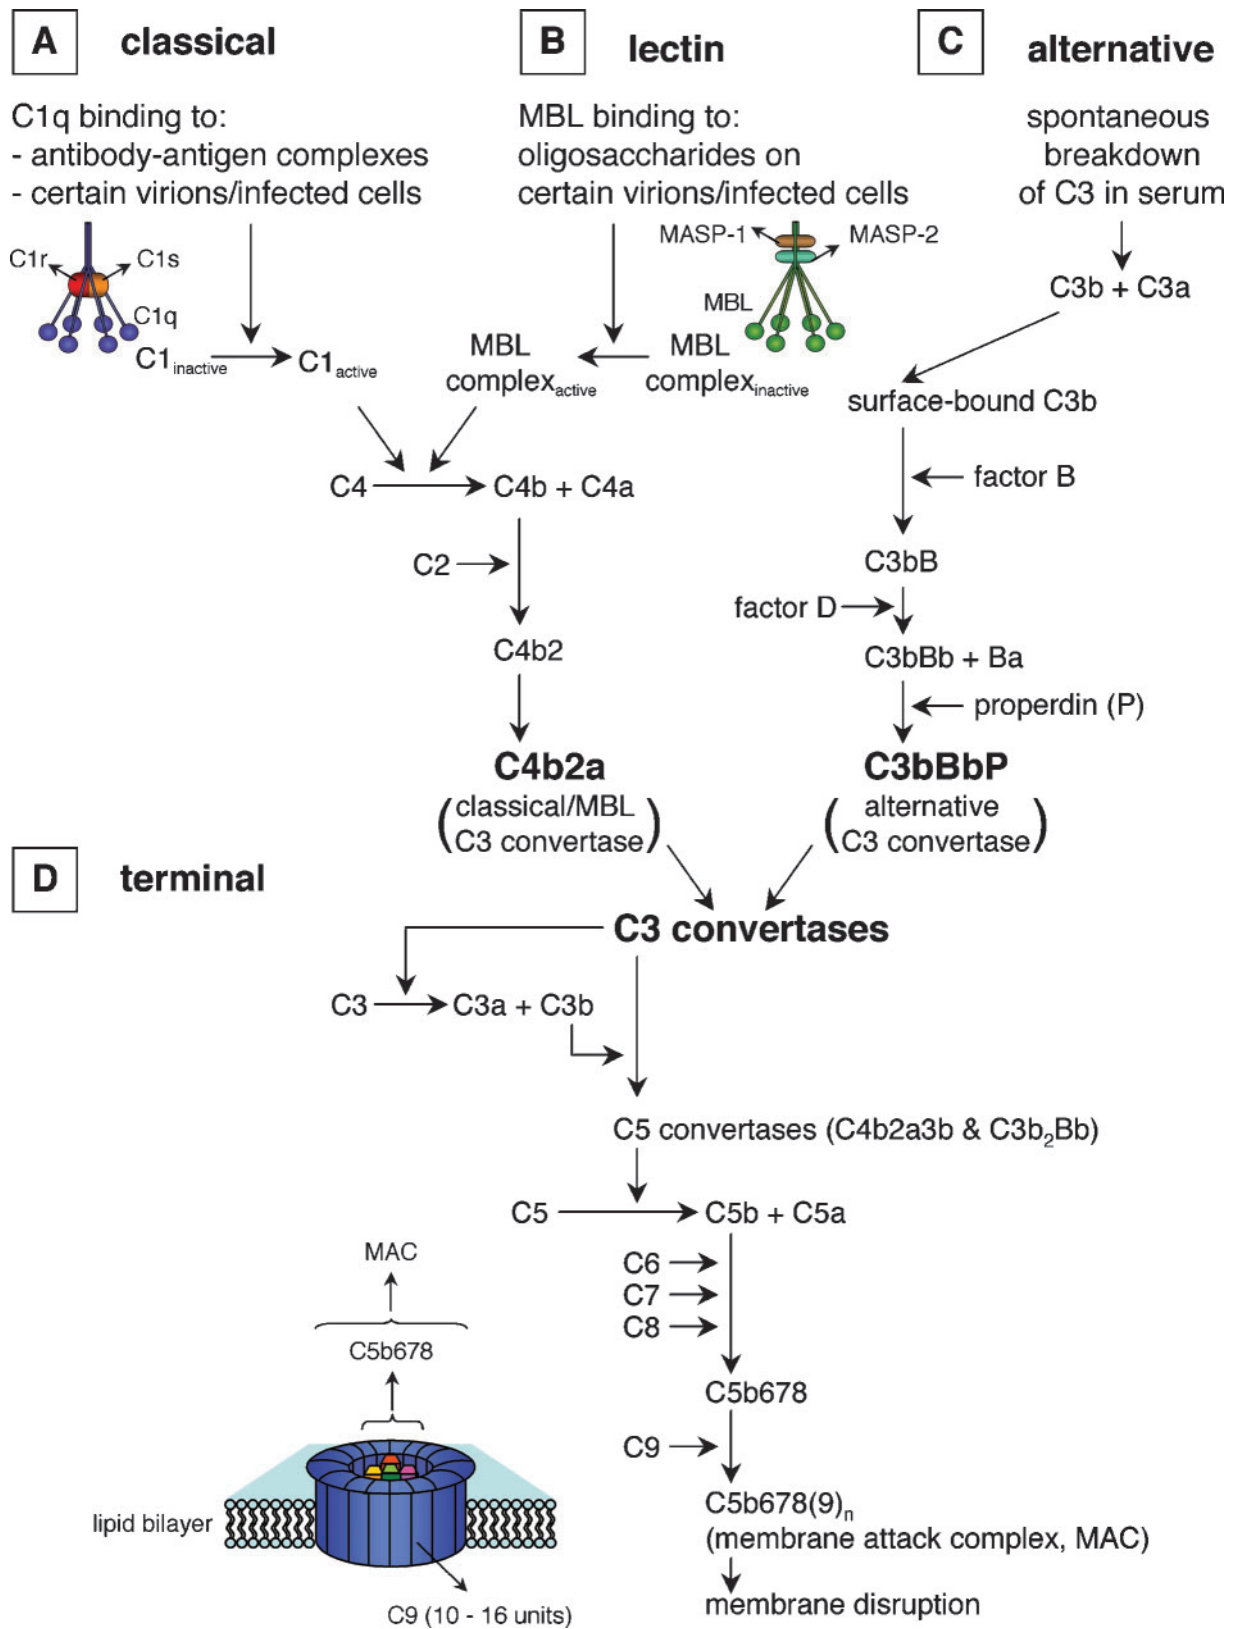 A classical
C1q binding to:
- antibody-antigen complexes
- certain virions/infected cells
C1r
C1s
C1q
C1inactive
C1active
B lectin
MBL binding to:
oligosaccharides on
certain virions/infected cells
MASP-1
MASP-2
MBL
MBL
complexactive
MBL
complexinactive
C alternative
spontaneous
breakdown
of C3 in serum
C3b + C3a
surface-bound C3b
factor B
C3bB
factor D
C3bBb + Ba
properdin (P)
C3bBbP
(alternative
C3 convertase)
C4
C4b + C4a
C2
C4b2
C4b2a
(classical/MBL
C3 convertase)
D terminal
C3 convertases
C3
C3a + C3b
C5 convertases (C4b2a3b & C3b2Bb)
C5
C5b + C5a
C6
C7
C8
C5b678
C9
C5b678(9)n
(membrane attack complex, MAC)
membrane disruption
MAC
C5b678
lipid bilayer
C9 (10 - 16 units)